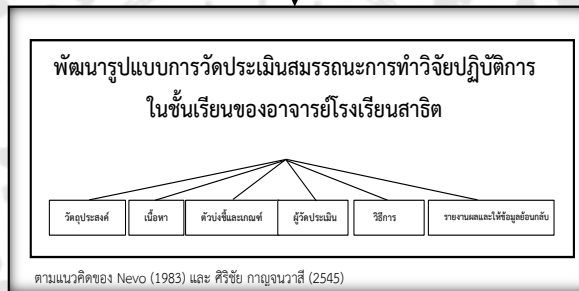 พัฒนารูปแบบการวัดประเมินสมรรถนะการทำวิจัยปฏิบัติการ
ในชั้นเรียนของอาจารย์โรงเรียนสาธิต
วัตถุประสงค์ เนื้อหา ตัวบ่งชี้และเกณฑ์ ผู้วัดประเมิน วิธีการ รายงานผลและให้ข้อมูลย้อนกลับ
ตามแนวคิดของ Nevo (1983) และ ศิริชัย กาญจนวาสี (2545)